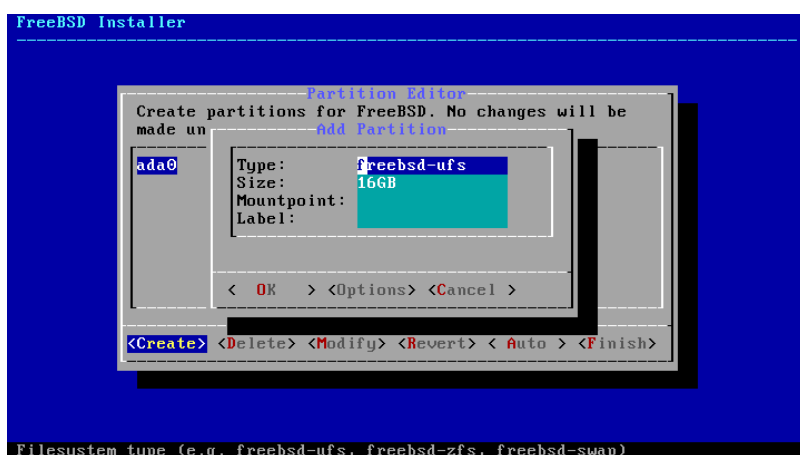 FreeBSD Installer
Partition Editor
Create partitions for FreeBSD. No changes will be
made un
Add Partition
ada0
Type: freebsd-ufs
Size: 16GB
Mountpoint:
Label:
< OK > <Options> <Cancel >
<Create> <Delete> <Modify> <Revert> < Auto > <Finish>
Filesystem type (e.g. freebsd-ufs, freebsd-zfs, freebsd-swap)